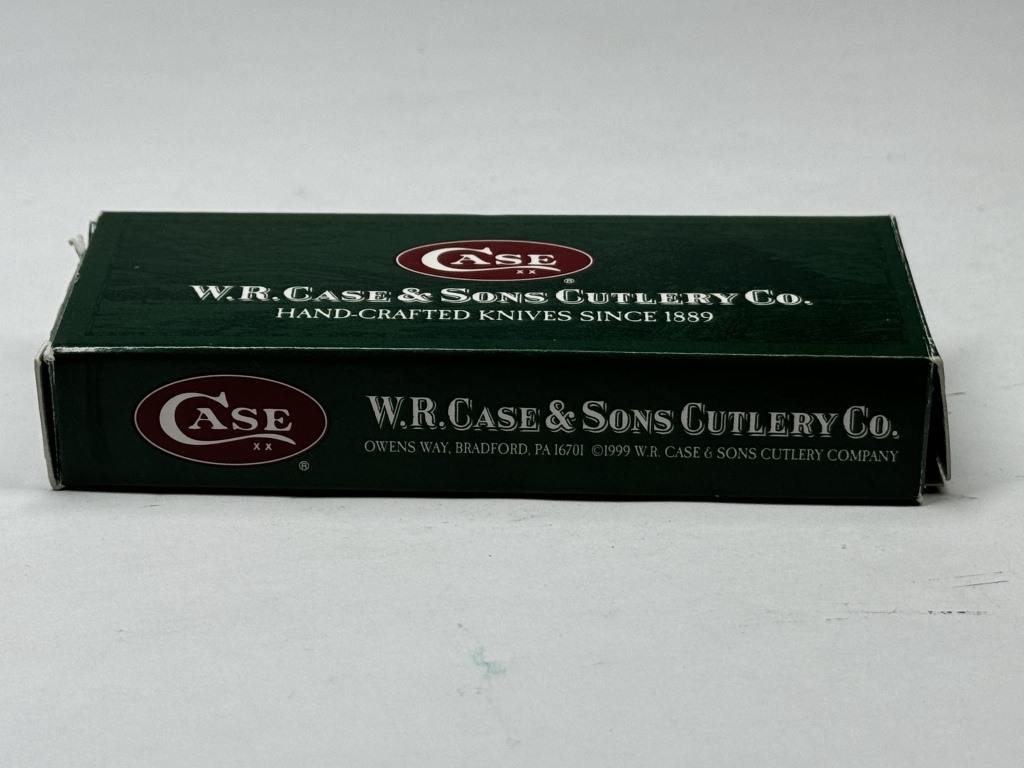 CASE
XX
®
W.R. CASE & SONS CUTLERY CO.
HAND-CRAFTED KNIVES SINCE 1889
CASE
XX
®
W.R. CASE & SONS CUTLERY CO.
OWENS WAY, BRADFORD, PA 16701 ©1999 W.R. CASE & SONS CUTLERY COMPANY